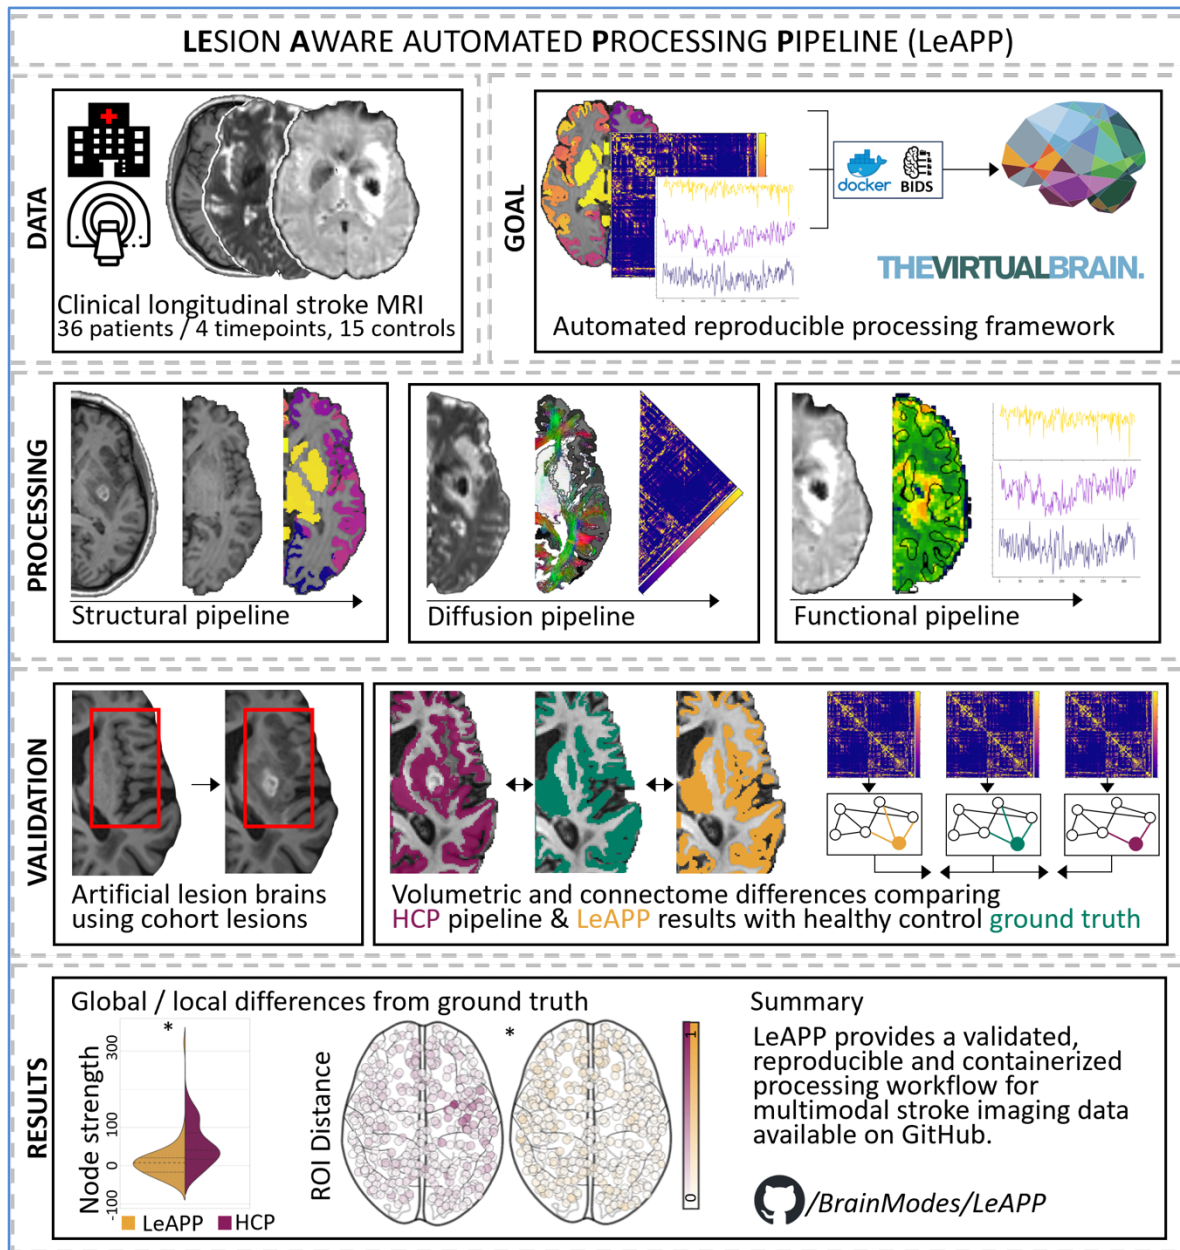 LESION AWARE AUTOMATED PROCESSING PIPELINE (LeAPP)
DATA
Clinical longitudinal stroke MRI
36 patients / 4 timepoints, 15 controls
GOAL
docker
BIDS
THEVIRTUALBRAIN.
Automated reproducible processing framework
PROCESSING
Structural pipeline
Diffusion pipeline
Functional pipeline
VALIDATION
Artificial lesion brains
using cohort lesions
Volumetric and connectome differences comparing
HCP pipeline & LeAPP results with healthy control ground truth
RESULTS
Global / local differences from ground truth
Node strength
300
100
0
-100
*
LeAPP
HCP
ROI Distance
*
1
0
Summary
LeAPP provides a validated,
reproducible and containerized
processing workflow for
multimodal stroke imaging data
available on GitHub.
/BrainModes/LeAPP